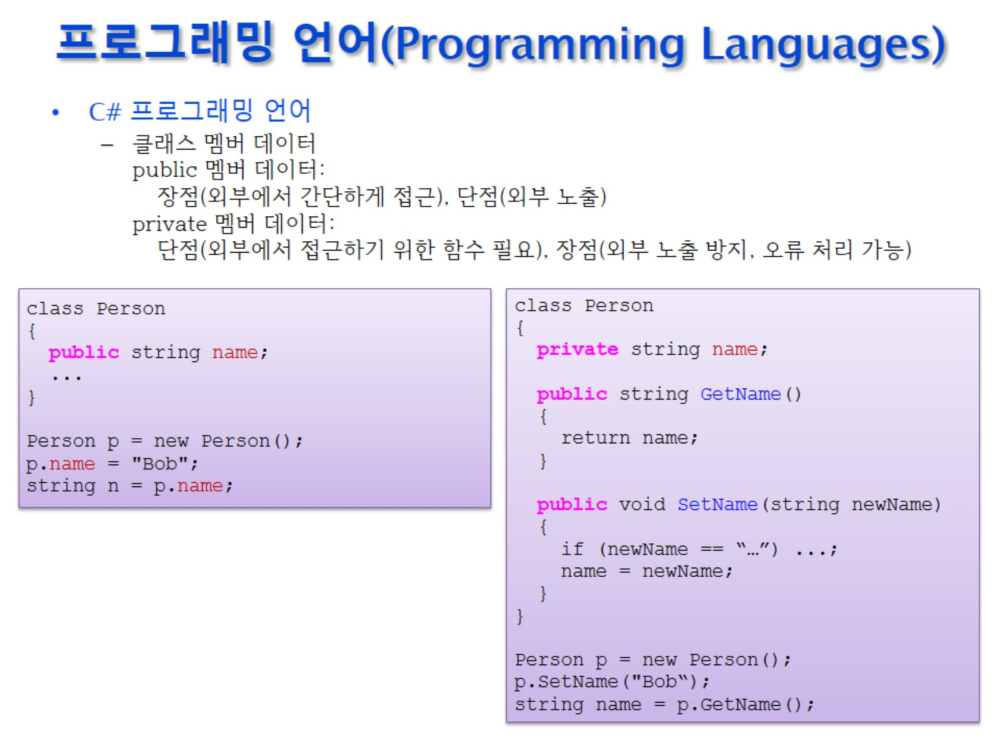 프로그래밍 언어(Programming Languages)
• C# 프로그래밍 언어
– 클래스 멤버 데이터
public 멤버 데이터:
장점(외부에서 간단하게 접근), 단점(외부 노출)
private 멤버 데이터:
단점(외부에서 접근하기 위한 함수 필요), 장점(외부 노출 방지, 오류 처리 가능)
class Person
{
  public string name;
  ...
}

Person p = new Person();
p.name = "Bob";
string n = p.name;
class Person
{
  private string name;

  public string GetName()
  {
    return name;
  }

  public void SetName(string newName)
  {
    if (newName == “…”) ...;
    name = newName;
  }
}

Person p = new Person();
p.SetName("Bob“);
string name = p.GetName();